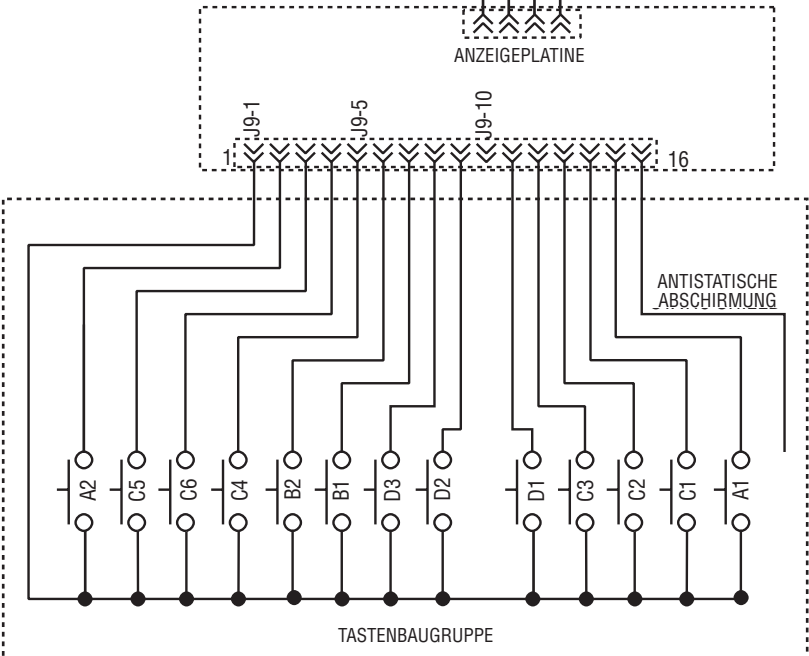 ANZEIGEPLATINE
J9-1
J9-5
J9-10
1
16
ANTISTATISCHE
ABSCHIRMUNG
A2
C5
C6
C4
B2
B1
D3
D2
D1
C3
C2
C1
A1
TASTENBAUGRUPPE